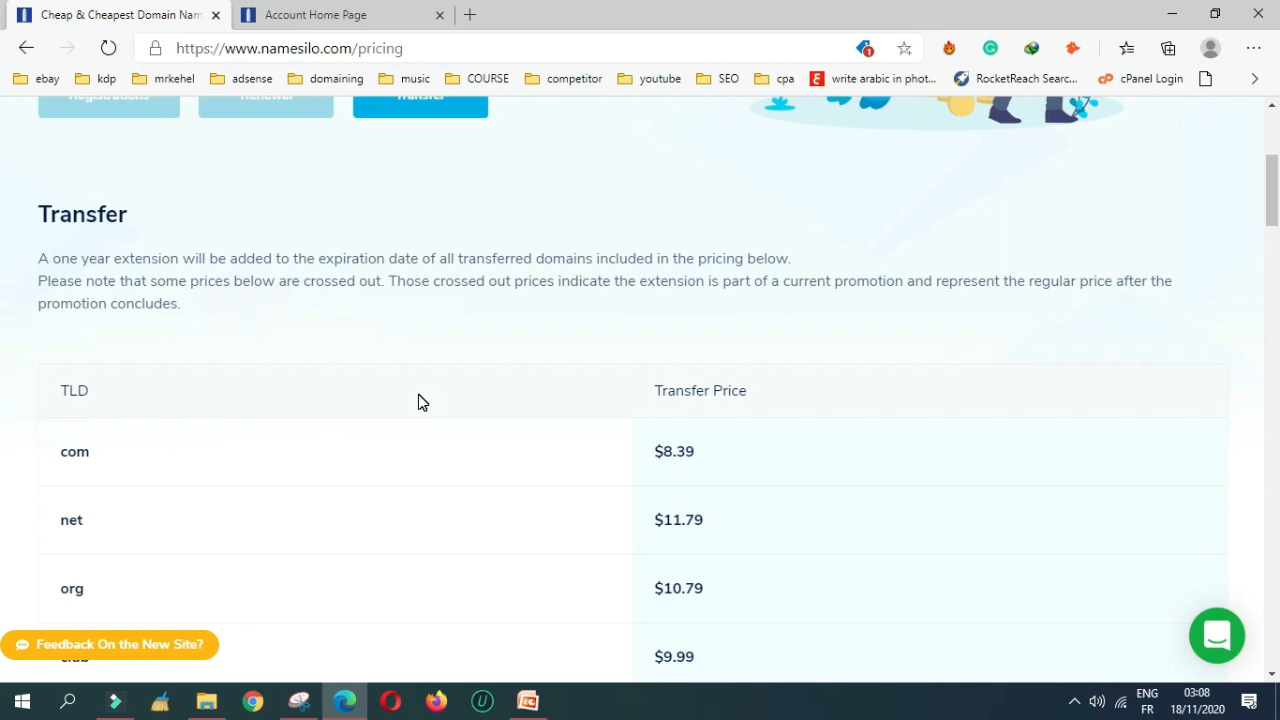 Cheap & Cheapest Domain Nam
Account Home Page
https://www.namesilo.com/pricing
1
ebay
kdp
mrkehel
adsense
domaining
music
COURSE
competitor
youtube
SEO
cpa
write arabic in phot...
RocketReach Searc...
cPanel Login
Registrations
Renewal
Transfer
Transfer
A one year extension will be added to the expiration date of all transferred domains included in the pricing below.
Please note that some prices below are crossed out. Those crossed out prices indicate the extension is part of a current promotion and represent the regular price after the
promotion concludes.
TLD
Transfer Price
com
$8.39
net
$11.79
org
$10.79
club
$9.99
Feedback On the New Site?
ENG
FR
03:08
18/11/2020